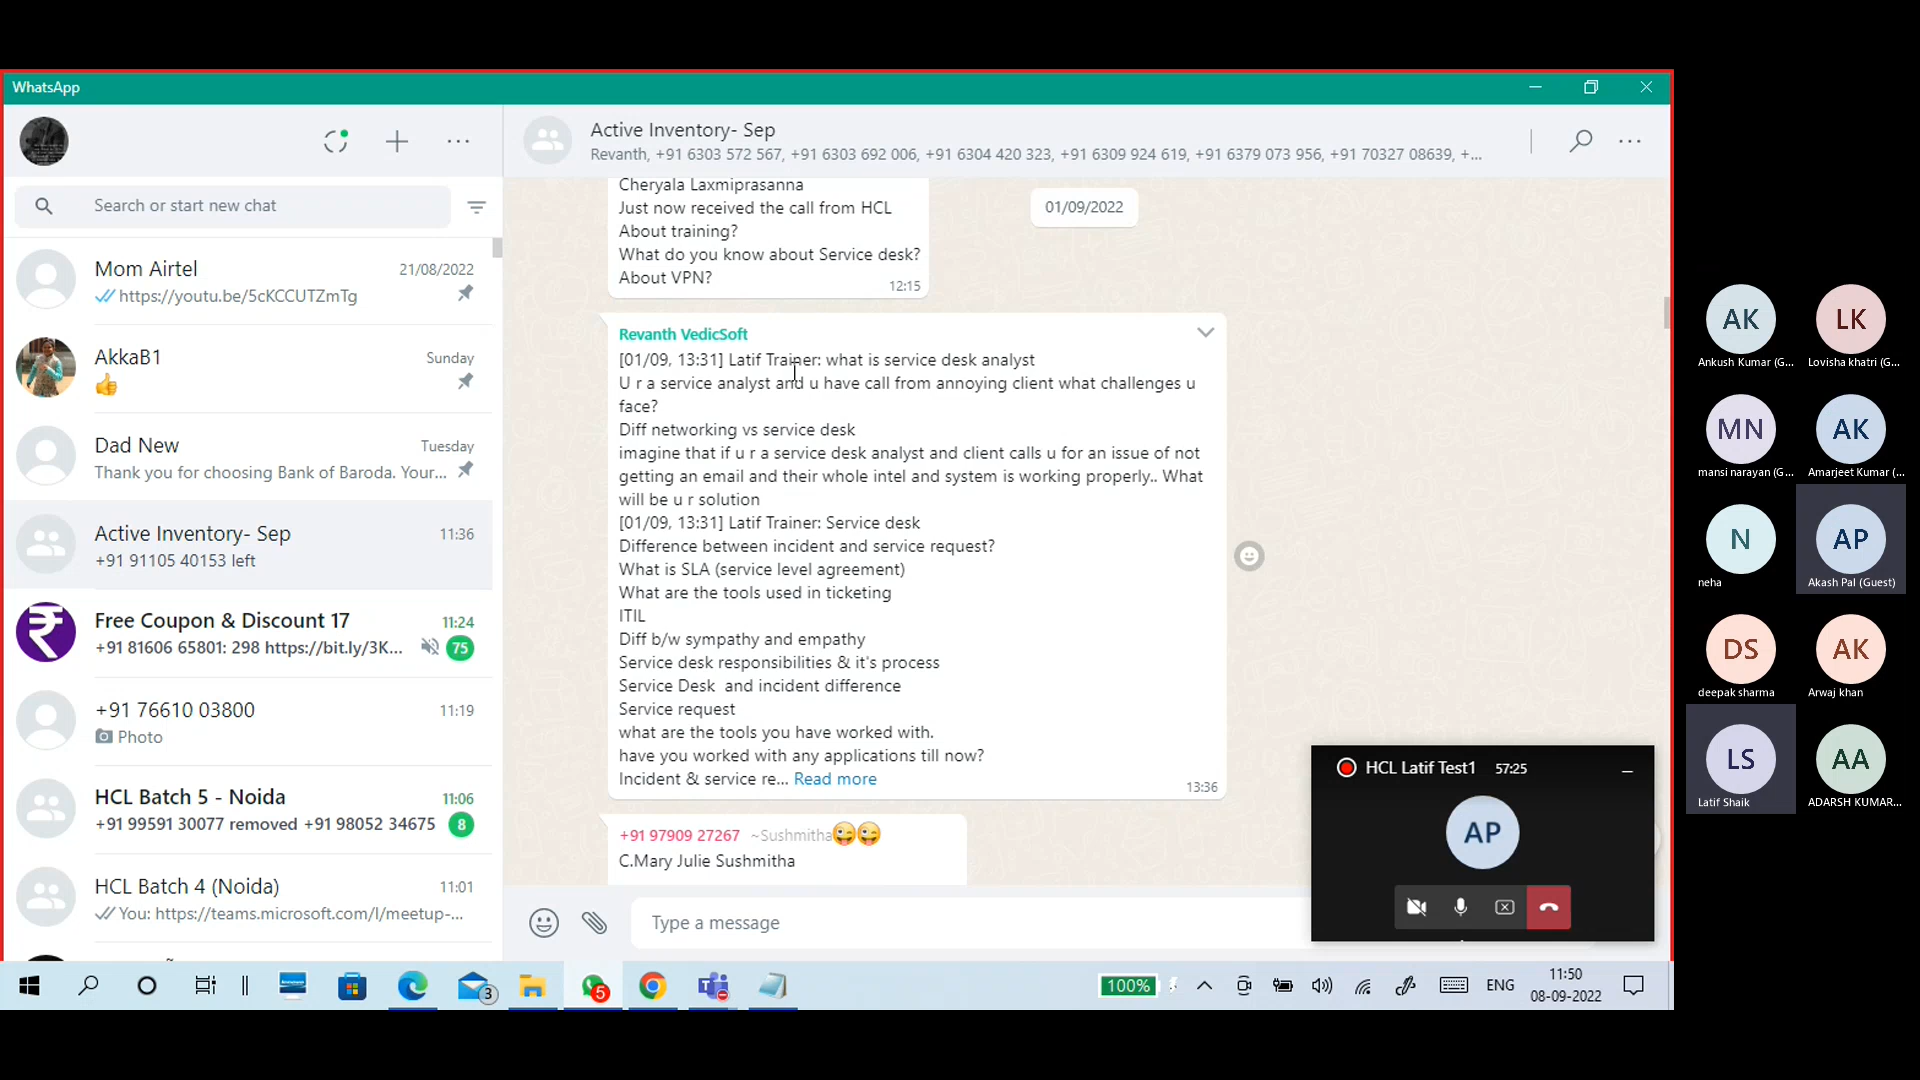 WhatsApp
Search or start new chat
Mom Airtel
21/08/2022
https://youtu.be/5cKCCUTZmTg
AkkaB1
Sunday
Dad New
Tuesday
Thank you for choosing Bank of Baroda. Your...
Active Inventory- Sep
11:36
+91 91105 40153 left
Free Coupon & Discount 17
11:24
+91 81606 65801: 298 https://bit.ly/3K...
75
+91 76610 03800
11:19
Photo
HCL Batch 5 - Noida
11:06
+91 99591 30077 removed +91 98052 34675
8
HCL Batch 4 (Noida)
11:01
You: https://teams.microsoft.com/l/meetup-...
Active Inventory- Sep
Revanth, +91 6303 572 567, +91 6303 692 006, +91 6304 420 323, +91 6309 924 619, +91 6379 073 956, +91 70327 08639, +...
01/09/2022
Cheryala Laxmiprasanna
Just now received the call from HCL
About training?
What do you know about Service desk?
About VPN?
12:15
Revanth VedicSoft
[01/09, 13:31] Latif Trainer: what is service desk analyst
U r a service analyst and u have call from annoying client what challenges u
face?
Diff networking vs service desk
imagine that if u r a service desk analyst and client calls u for an issue of not
getting an email and their whole intel and system is working properly.. What
will be u r solution
[01/09, 13:31] Latif Trainer: Service desk
Difference between incident and service request?
What is SLA (service level agreement)
What are the tools used in ticketing
ITIL
Diff b/w sympathy and empathy
Service desk responsibilities & it's process
Service Desk  and incident difference
Service request
what are the tools you have worked with.
have you worked with any applications till now?
Incident & service re... Read more
13:36
+91 97909 27267 ~Sushmitha😜😜
C.Mary Julie Sushmitha
Type a message
HCL Latif Test1 57:25
AP
3
5
100%
ENG
11:50
08-09-2022
AK
Ankush Kumar (G...
LK
Lovisha khatri (G...
MN
mansi narayan (G...
AK
Amarjeet Kumar (...
N
neha
AP
Akash Pal (Guest)
DS
deepak sharma
AK
Arwaj khan
LS
Latif Shaik
AA
ADARSH KUMAR...